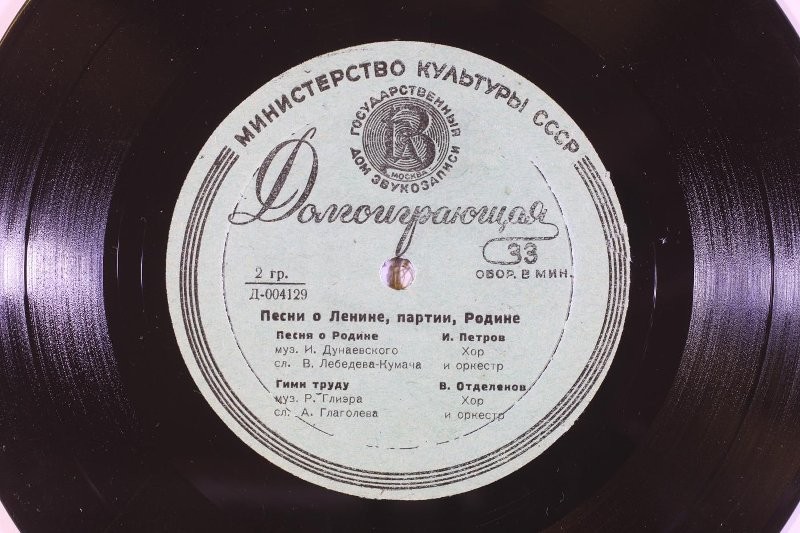 МИНИСТЕРСТВО КУЛЬТУРЫ СССР
ГОСУДАРСТВЕННЫЙ
ДОМ ЗВУКОЗАПИСИ
МОСКВА
Долгоиграющая
33
ОБОР. В МИН.
2 гр.
Д-004129
Песни о Ленине, партии, Родине
Песня о Родине И. Петров
муз. И. Дунаевского Хор
сл. В. Лебедева-Кумача и оркестр
Гимн труду В. Отделенов
муз. Р. Глиэра Хор
сл. А. Глаголева и оркестр